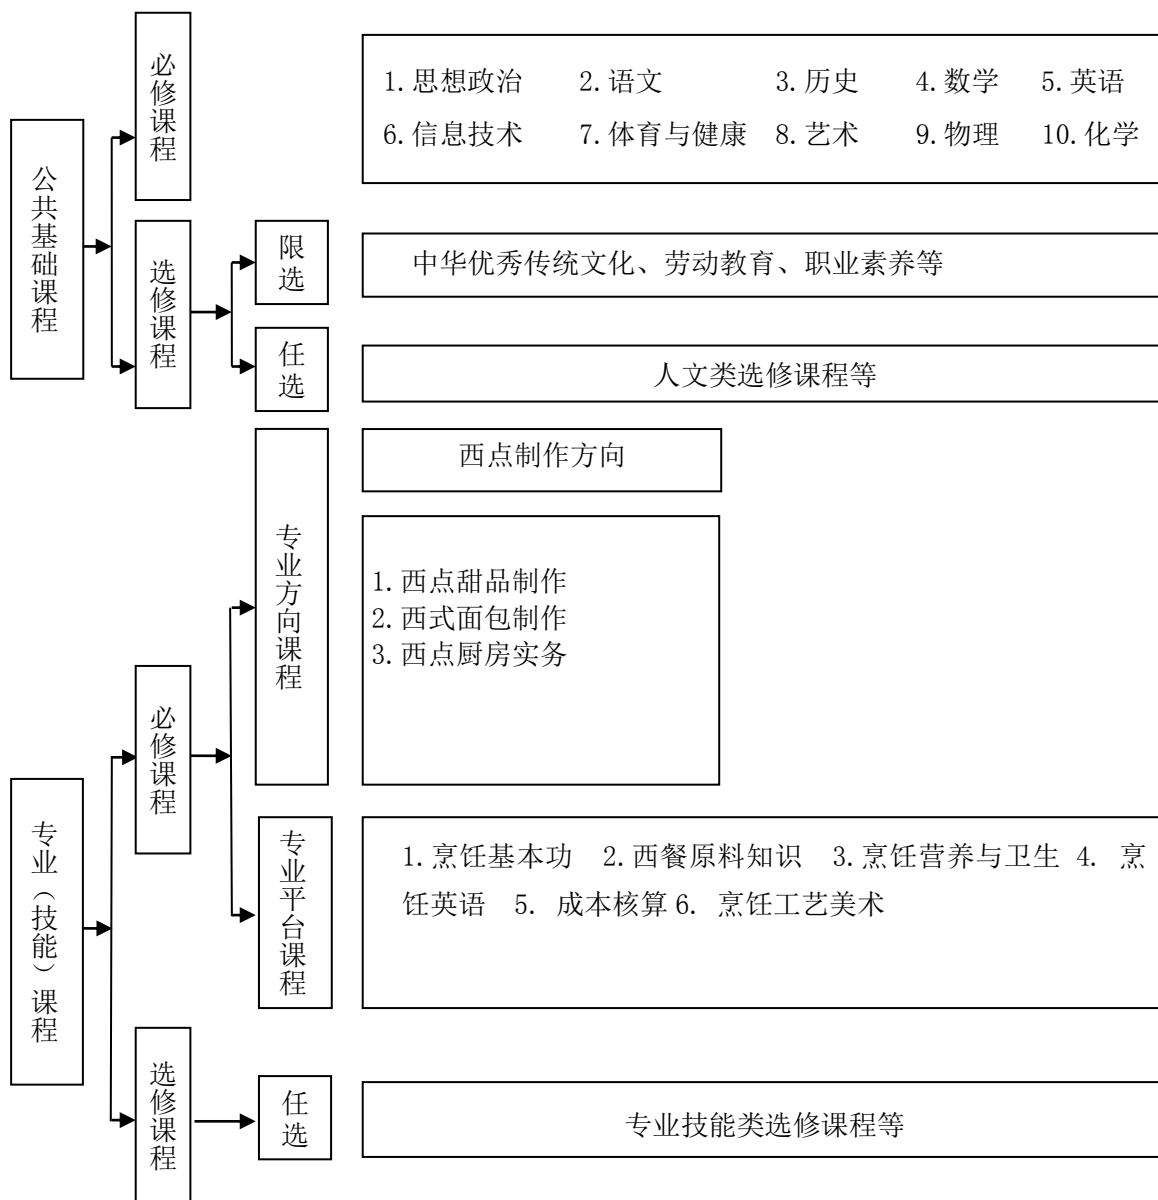 公共基础课程
必修课程
1.思想政治 2.语文 3.历史 4.数学 5.英语
6.信息技术 7.体育与健康 8.艺术 9.物理 10.化学
选修课程
限选
中华优秀传统文化、劳动教育、职业素养等
任选
人文类选修课程等
专业（技能）课程
必修课程
专业方向课程
西点制作方向
1.西点甜品制作
2.西式面包制作
3.西点厨房实务
专业平台课程
1.烹饪基本功 2.西餐原料知识 3.烹饪营养与卫生 4. 烹
饪英语 5. 成本核算 6. 烹饪工艺美术
选修课程
任选
专业技能类选修课程等